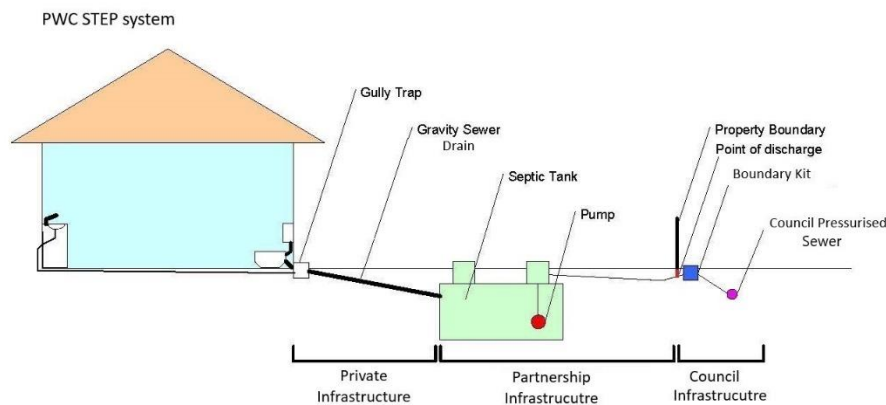 PWC STEP system
Gully Trap
Gravity Sewer
Drain
Septic Tank
Pump
Property Boundary
Point of discharge
Boundary Kit
Council Pressurised
Sewer
Private
Infrastructure
Partnership
Infrastrucutre
Council
Infrastrucutre